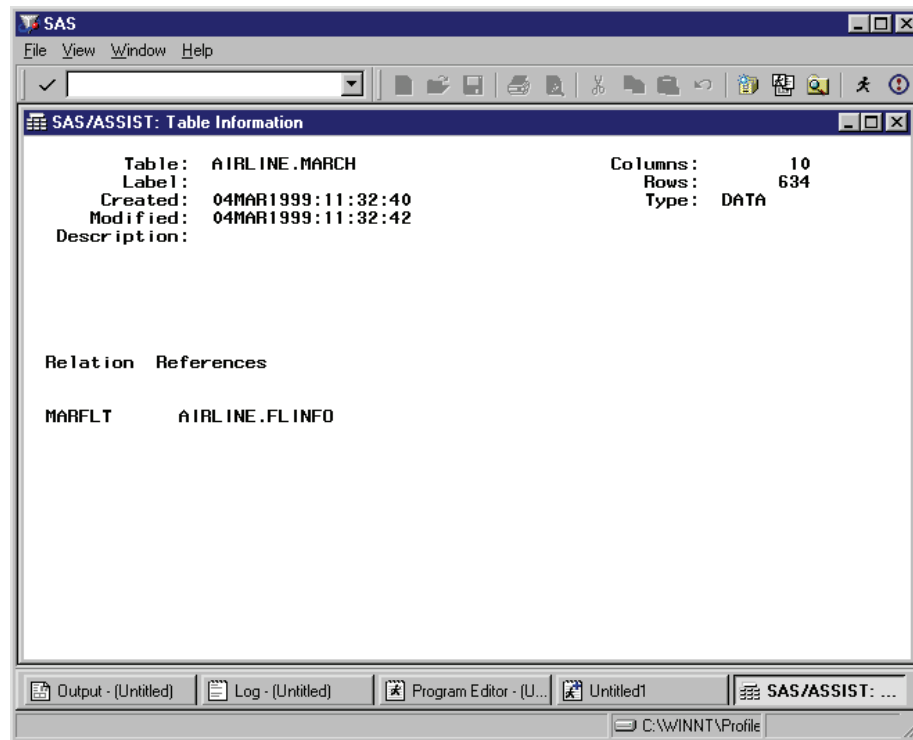 SAS
File View Window Help
SAS/ASSIST: Table Information
Table: AIRLINE.MARCH Columns: 10
Label: Rows: 634
Created: 04MAR1999:11:32:40 Type: DATA
Modified: 04MAR1999:11:32:42
Description:
Relation References
MARFLT AIRLINE.FLINFO
Output - (Untitled) Log - (Untitled) Program Editor - (U... Untitled1 SAS/ASSIST: ...
C:\WINNT\Profile